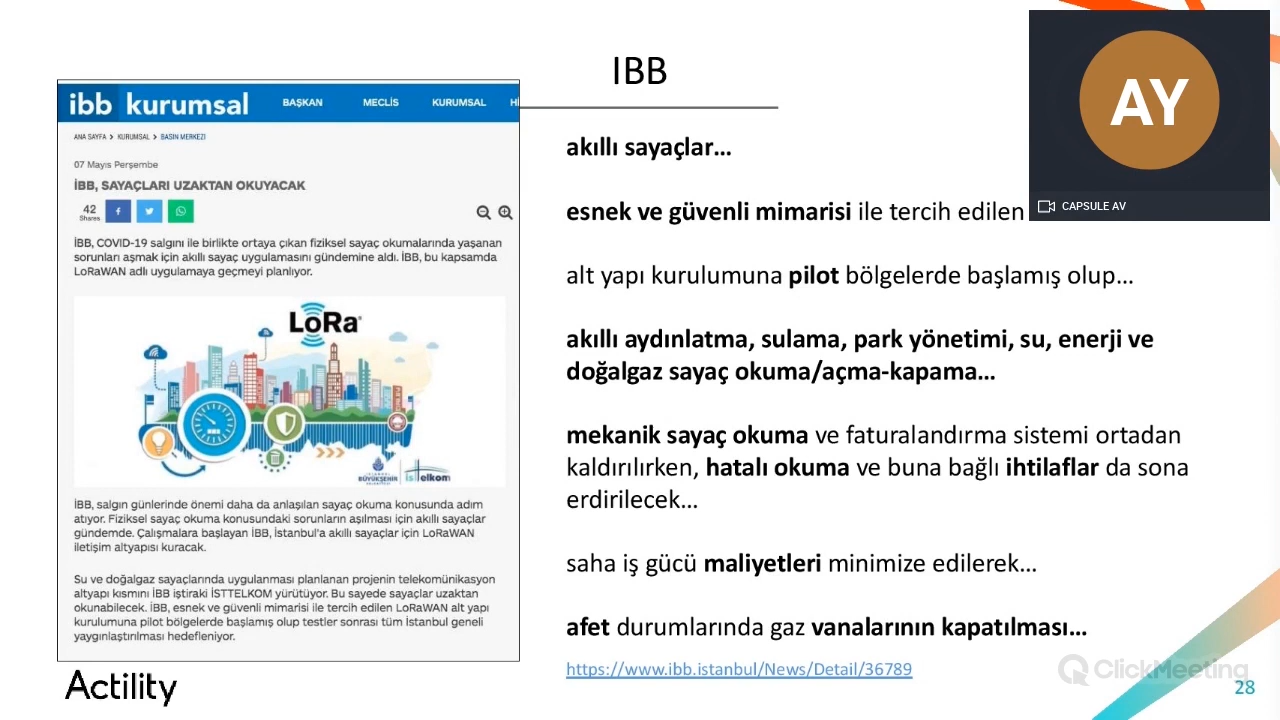 IBB
ibb kurumsal
BAŞKAN
MECLİS
KURUMSAL
ANA SAYFA > KURUMSAL > BASIN MERKEZİ
07 Mayıs Perşembe
İBB, SAYAÇLARI UZAKTAN OKUYACAK
42
Shares
İBB, COVID-19 salgını ile birlikte ortaya çıkan fiziksel sayaç okumalarında yaşanan
sorunları aşmak için akıllı sayaç uygulamasını gündemine aldı. İBB, bu kapsamda
LoRaWAN adlı uygulamaya geçmeyi planlıyor.
LoRa
İSTANBUL
BÜYÜKŞEHİR
BELEDİYESİ
isttelkom
İBB, salgın günlerinde önemi daha da anlaşılan sayaç okuma konusunda adım
atıyor. Fiziksel sayaç okuma konusundaki sorunların aşılması için akıllı sayaçlar
gündemde. Çalışmalara başlayan İBB, İstanbul'a akıllı sayaçlar için LoRaWAN
iletişim altyapısı kuracak.
Su ve doğalgaz sayaçlarında uygulanması planlanan projenin telekomünikasyon
altyapı kısmını İBB iştiraki İSTTELKOM yürütüyor. Bu sayede sayaçlar uzaktan
okunabilecek. İBB, esnek ve güvenli mimarisi ile tercih edilen LoRaWAN alt yapı
kurulumuna pilot bölgelerde başlamış olup testler sonrası tüm İstanbul geneli
yaygınlaştırılması hedefleniyor.
Actility
akıllı sayaçlar…
esnek ve güvenli mimarisi ile tercih edilen
alt yapı kurulumuna pilot bölgelerde başlamış olup…
akıllı aydınlatma, sulama, park yönetimi, su, enerji ve
doğalgaz sayaç okuma/açma-kapama…
mekanik sayaç okuma ve faturalandırma sistemi ortadan
kaldırılırken, hatalı okuma ve buna bağlı ihtilaflar da sona
erdirilecek…
saha iş gücü maliyetleri minimize edilerek…
afet durumlarında gaz vanalarının kapatılması…
https://www.ibb.istanbul/News/Detail/36789
AY
CAPSULE AV
ClickMeeting
28